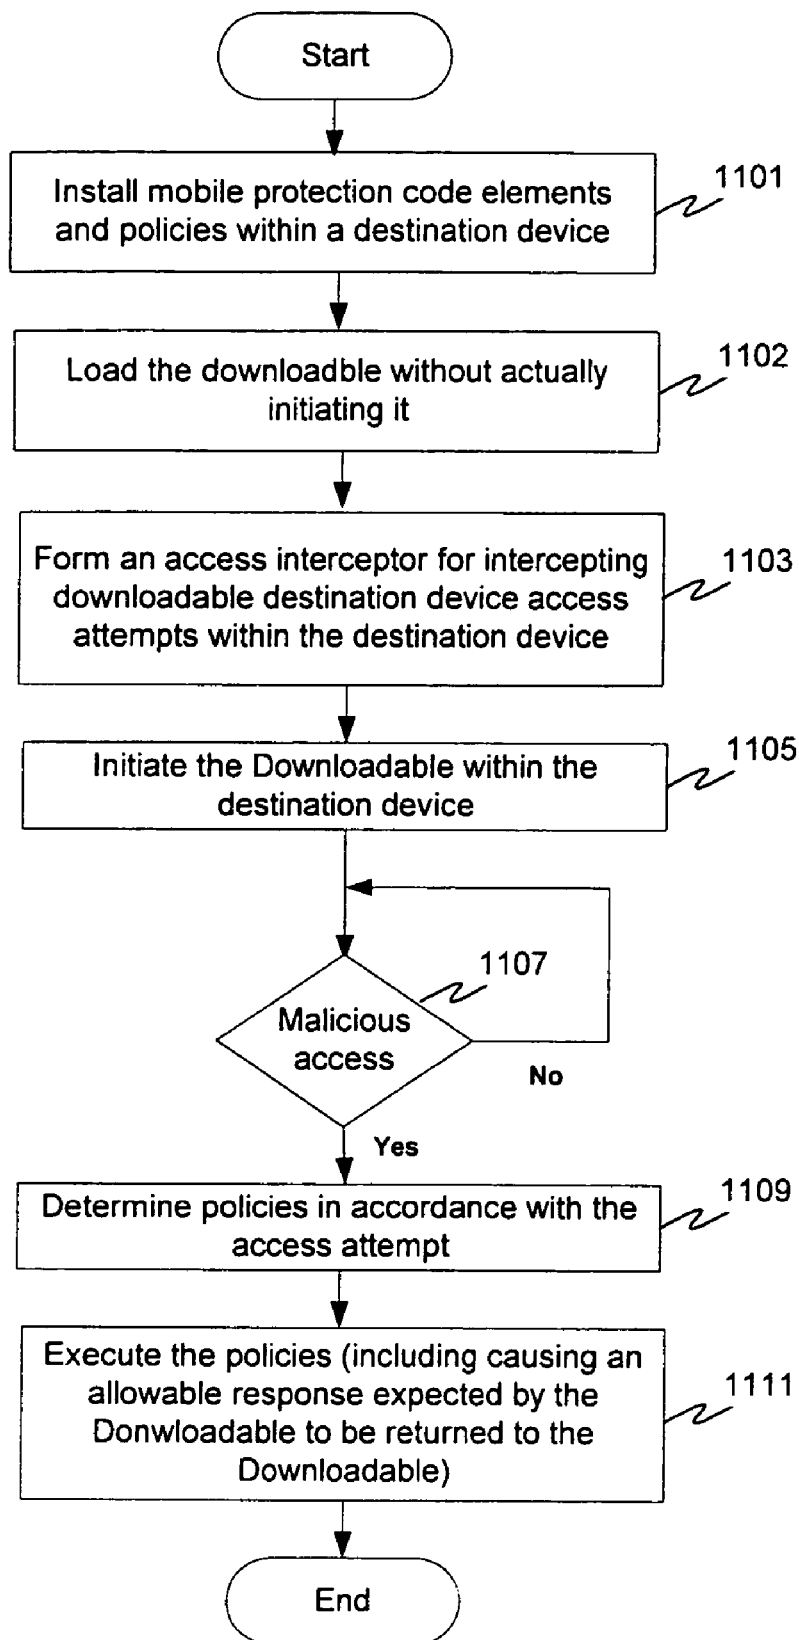 Start
Install mobile protection code elements
and policies within a destination device
1101
Load the downloadble without actually
initiating it
1102
Form an access interceptor for intercepting
downloadable destination device access
attempts within the destination device
1103
Initiate the Downloadable within the
destination device
1105
1107
Malicious
access
No
Yes
Determine policies in accordance with the
access attempt
1109
Execute the policies (including causing an
allowable response expected by the
Donwloadable to be returned to the
Downloadable)
1111
End